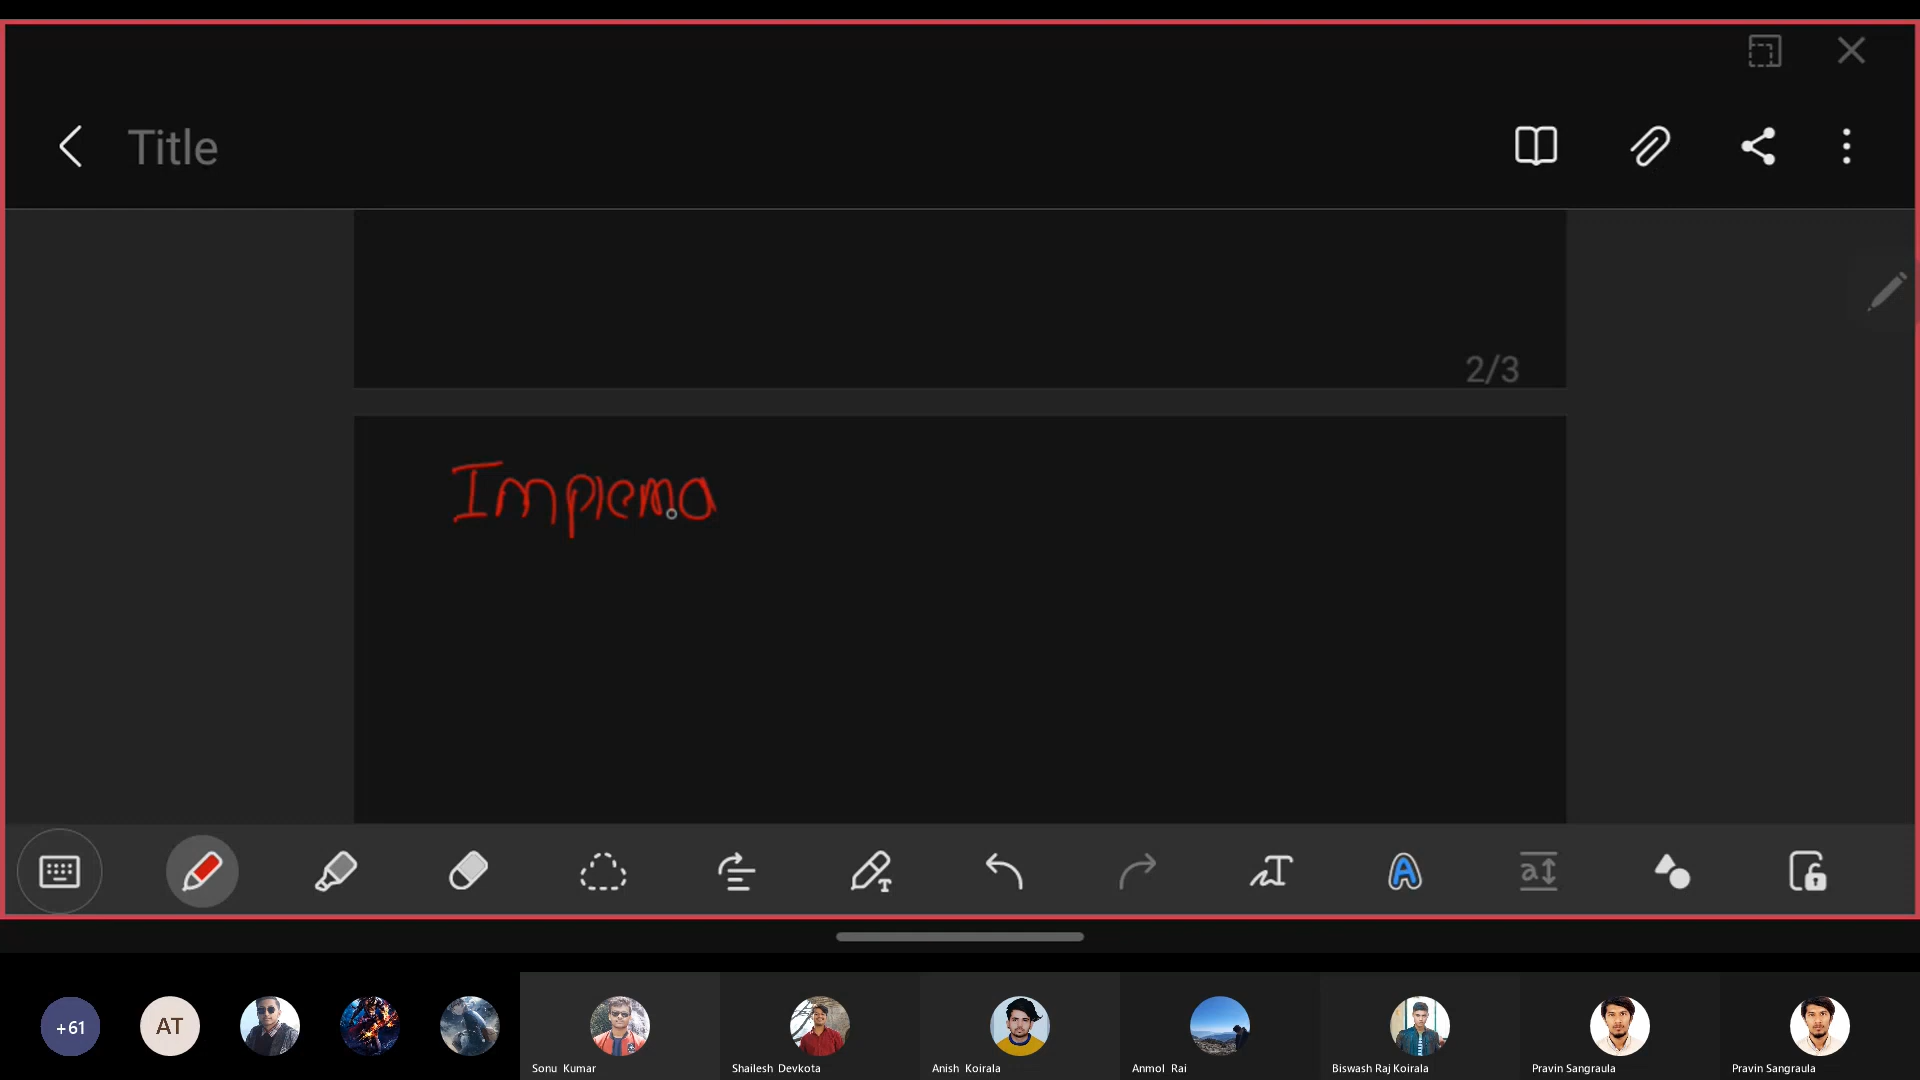 Title
2/3
Implema
+61
AT
Sonu Kumar
Shailesh Devkota
Anish Koirala
Anmol Rai
Biswash Raj Koirala
Pravin Sangraula
Pravin Sangraula